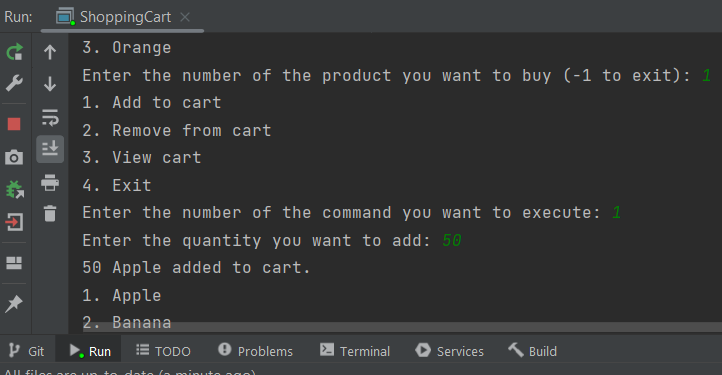 Run: ShoppingCart
3. Orange
Enter the number of the product you want to buy (-1 to exit): 1
1. Add to cart
2. Remove from cart
3. View cart
4. Exit
Enter the number of the command you want to execute: 1
Enter the quantity you want to add: 50
50 Apple added to cart.
1. Apple
2. Banana
Git Run TODO Problems Terminal Services Build
All files are up-to-date (a minute ago)